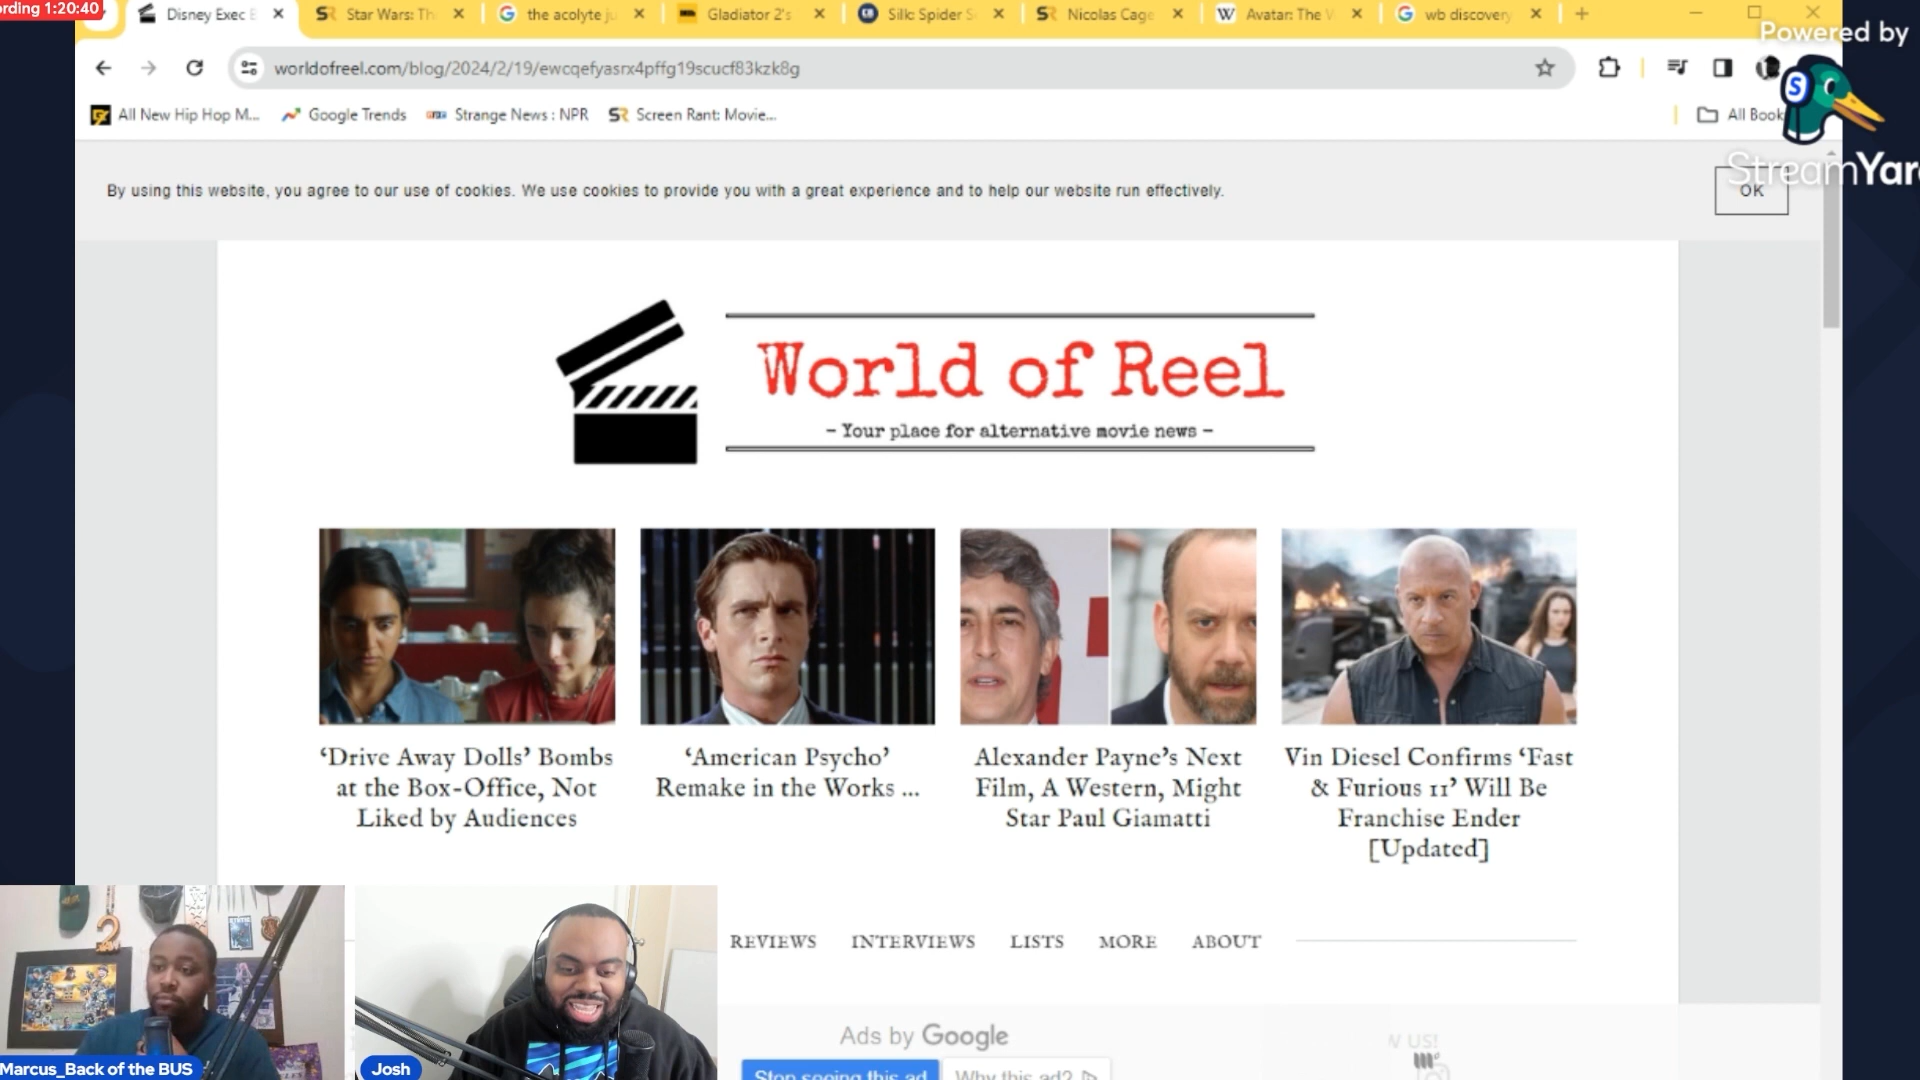 ording 1:20:40
Disney Exec
Star Wars: Th
the acolyte ju
Gladiator 2's
Silk: Spider S
Nicolas Cage
Avatar: The W
wb discovery
Powered by
worldofreel.com/blog/2024/2/19/ewcqefyasrx4pffg19scucf83kzk8g
All New Hip Hop M...
Google Trends
Strange News : NPR
Screen Rant: Movie...
All Book
StreamYar
By using this website, you agree to our use of cookies. We use cookies to provide you with a great experience and to help our website run effectively.
OK
World of Reel
- Your place for alternative movie news -
‘Drive Away Dolls’ Bombs
at the Box-Office, Not
Liked by Audiences
‘American Psycho’
Remake in the Works ...
Alexander Payne’s Next
Film, A Western, Might
Star Paul Giamatti
Vin Diesel Confirms ‘Fast
& Furious 11’ Will Be
Franchise Ender
[Updated]
REVIEWS
INTERVIEWS
LISTS
MORE
ABOUT
Ads by Google
Stop seeing this ad
Why this ad?
W US!
Marcus_Back of the BUS
Josh